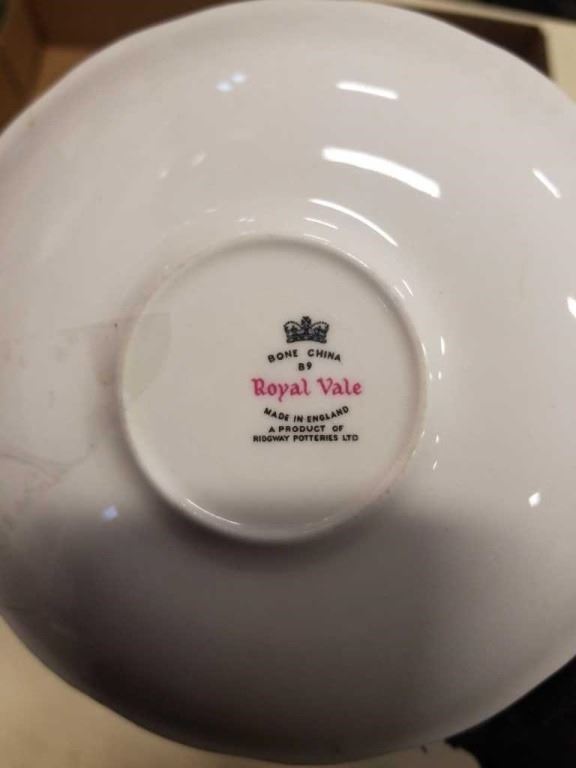 BONE CHINA
B9
Royal Vale
MADE IN ENGLAND
A PRODUCT OF
RIDGWAY POTTERIES LTD